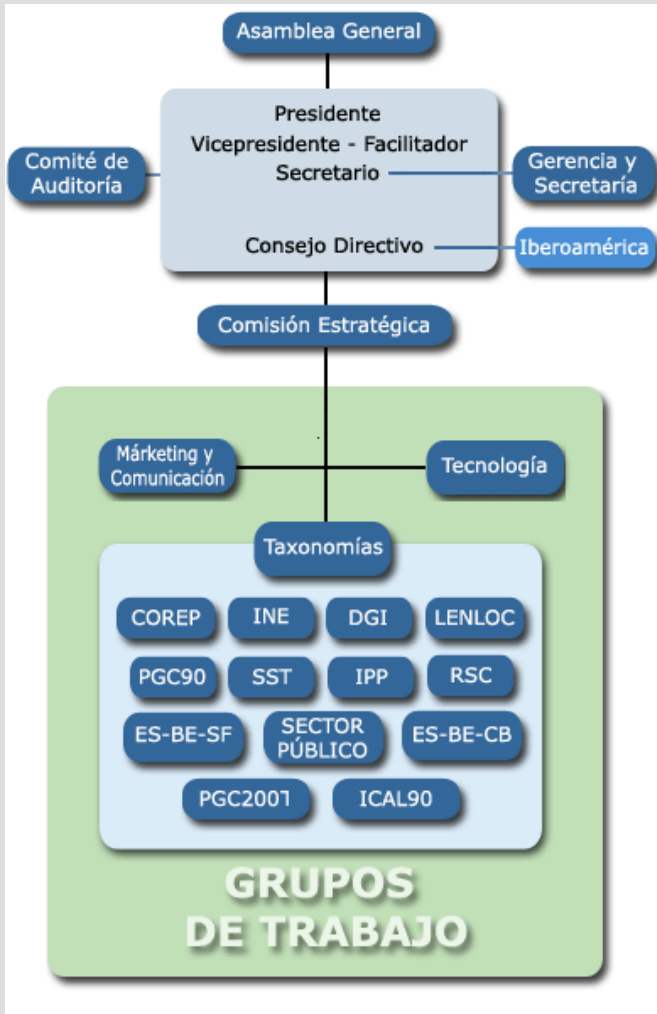 Asamblea General
Presidente
Vicepresidente - Facilitador
Secretario
Comité de
Auditoría
Gerencia y
Secretaría
Consejo Directivo
Iberoamérica
Comisión Estratégica
Márketing y
Comunicación
Tecnología
Taxonomías
COREP
INE
DGI
LENLOC
PGC90
SST
IPP
RSC
ES-BE-SF
SECTOR
PÚBLICO
ES-BE-CB
PGC2007
ICAL90
GRUPOS
DE TRABAJO